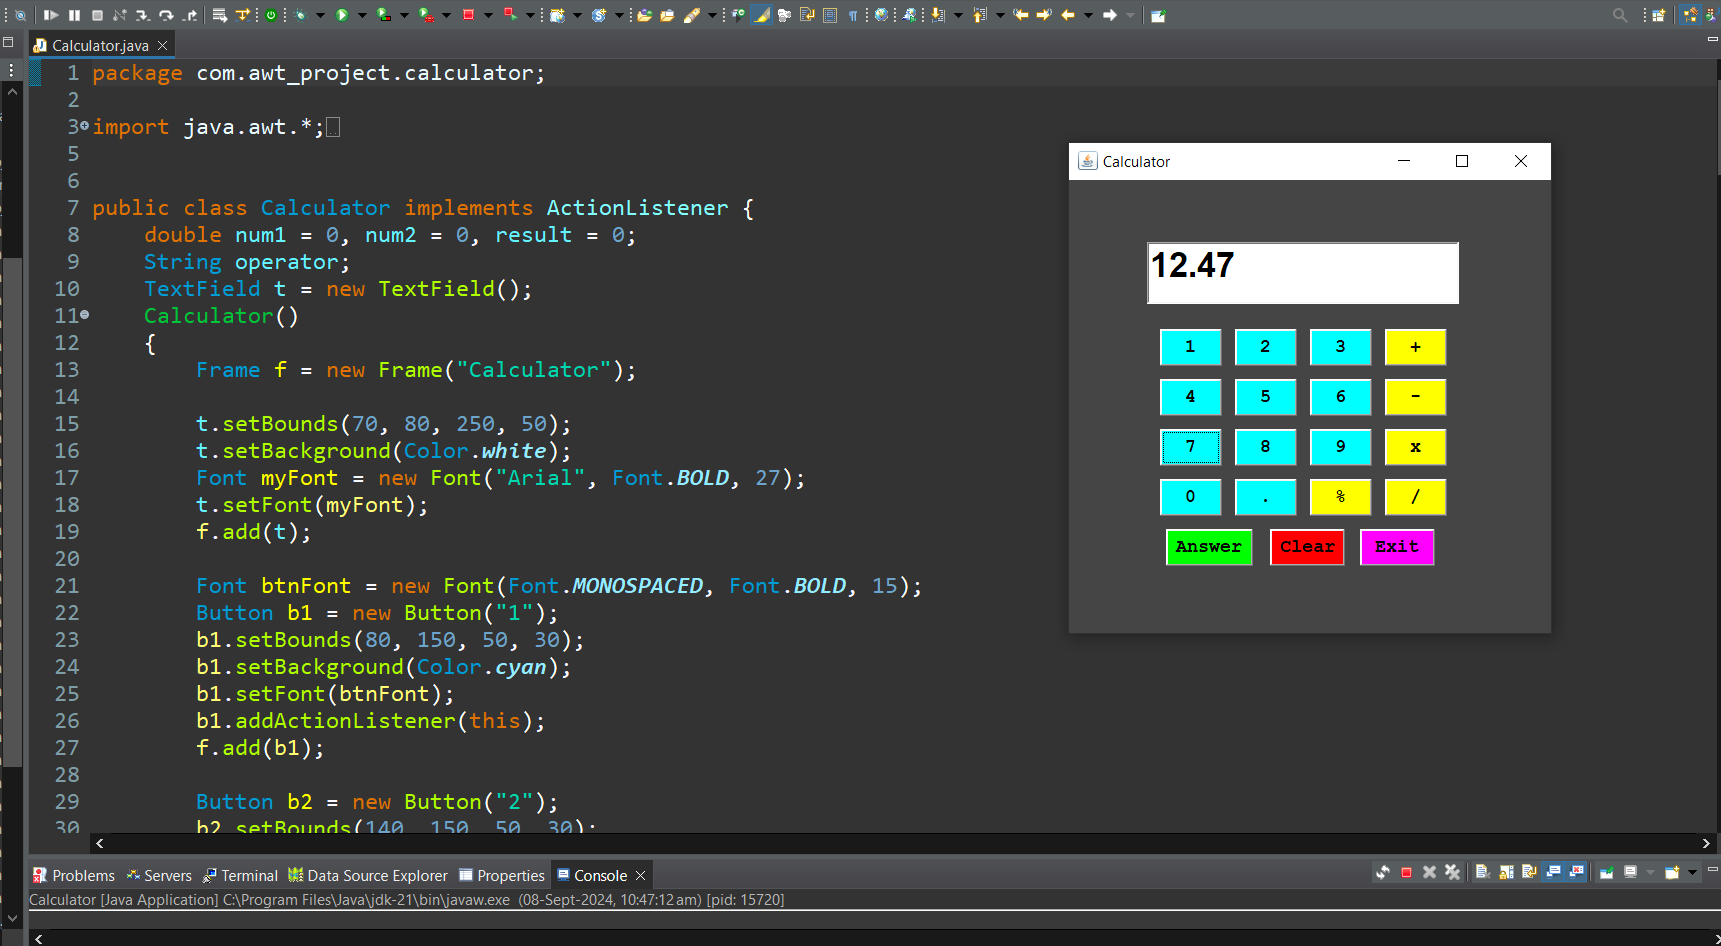 Calculator.java
1 package com.awt_project.calculator;
2
3 import java.awt.*;
5
6
7 public class Calculator implements ActionListener {
8 double num1 = 0, num2 = 0, result = 0;
9 String operator;
10 TextField t = new TextField();
11 Calculator()
12 {
13 Frame f = new Frame("Calculator");
14
15 t.setBounds(70, 80, 250, 50);
16 t.setBackground(Color.white);
17 Font myFont = new Font("Arial", Font.BOLD, 27);
18 t.setFont(myFont);
19 f.add(t);
20
21 Font btnFont = new Font(Font.MONOSPACED, Font.BOLD, 15);
22 Button b1 = new Button("1");
23 b1.setBounds(80, 150, 50, 30);
24 b1.setBackground(Color.cyan);
25 b1.setFont(btnFont);
26 b1.addActionListener(this);
27 f.add(b1);
28
29 Button b2 = new Button("2");
30 b2.setBounds(140, 150, 50, 30);
Calculator
12.47
1 2 3 +
4 5 6 -
7 8 9 x
0 . % /
Answer Clear Exit
Problems Servers Terminal Data Source Explorer Properties Console
Calculator [Java Application] C:\Program Files\Java\jdk-21\bin\javaw.exe (08-Sept-2024, 10:47:12 am) [pid: 15720]